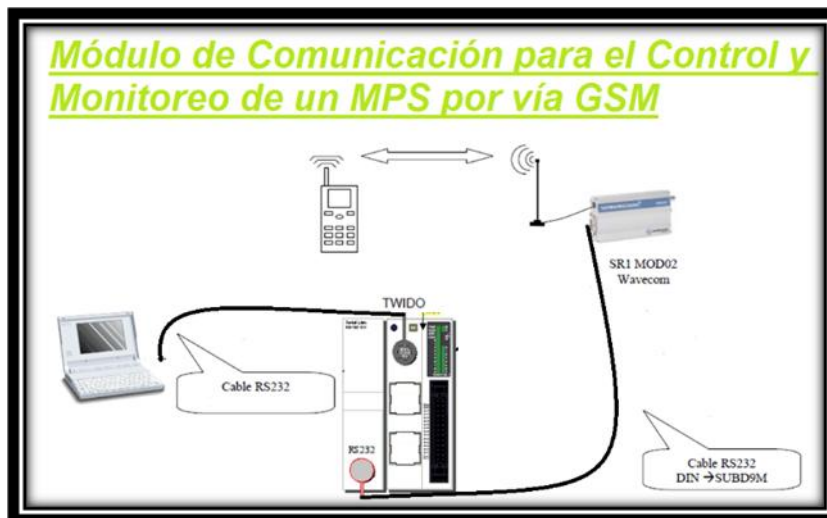 Módulo de Comunicación para el Control y
Monitoreo de un MPS por vía GSM
SR1 MOD02
Wavecom
TWIDO
Cable RS232
RS232
Cable RS232
DIN →SUBD9M